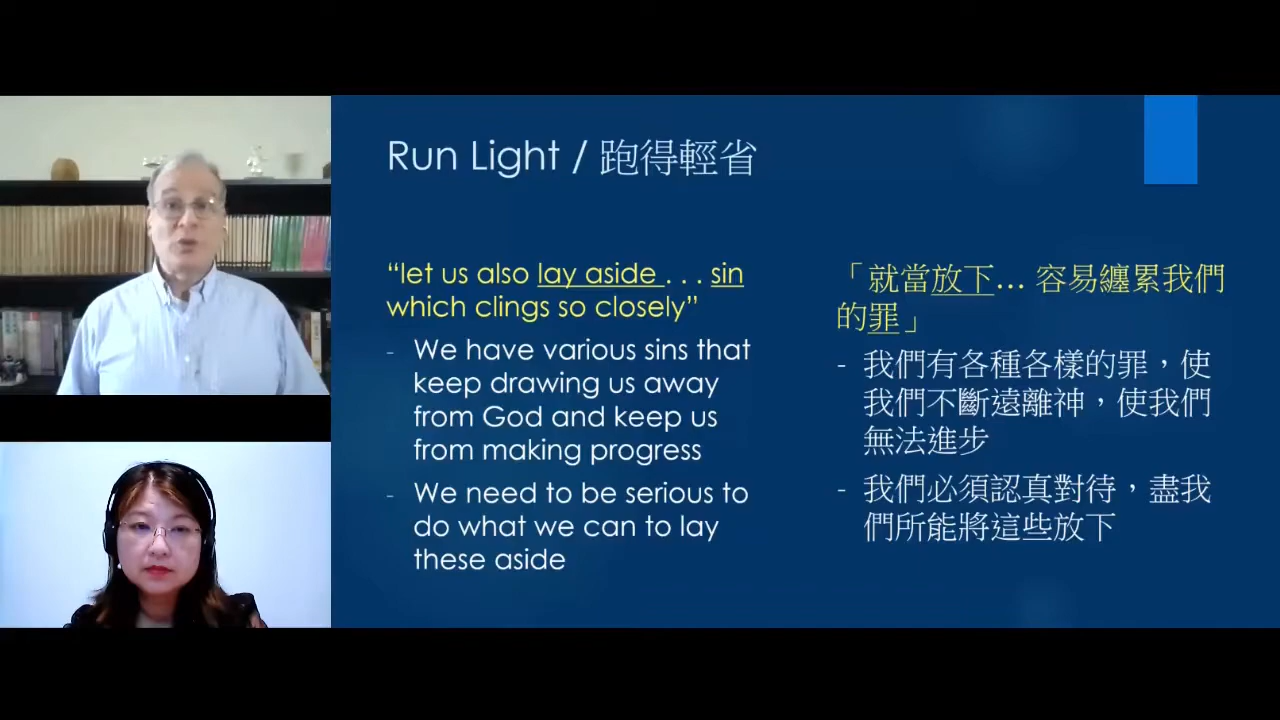 Run Light / 跑得輕省
“let us also lay aside . . . sin
which clings so closely”
- We have various sins that
keep drawing us away
from God and keep us
from making progress
- We need to be serious to
do what we can to lay
these aside
「就當放下... 容易纏累我們
的罪」
- 我們有各種各樣的罪，使
我們不斷遠離神，使我們
無法進步
- 我們必須認真對待，盡我
們所能將這些放下